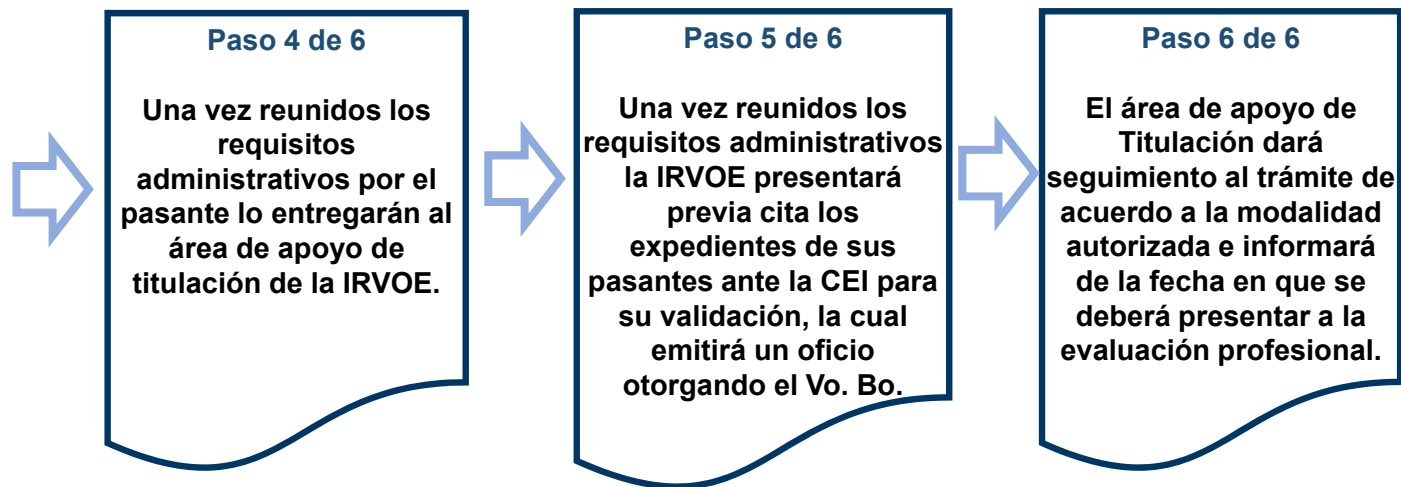 Paso 4 de 6
Una vez reunidos los
requisitos
administrativos por el
pasante lo entregarán al
área de apoyo de
titulación de la IRVOE.
Paso 5 de 6
Una vez reunidos los
requisitos administrativos
la IRVOE presentará
previa cita los
expedientes de sus
pasantes ante la CEI para
su validación, la cual
emitirá un oficio
otorgando el Vo. Bo.
Paso 6 de 6
El área de apoyo de
Titulación dará
seguimiento al trámite de
acuerdo a la modalidad
autorizada e informará
de la fecha en que se
deberá presentar a la
evaluación profesional.